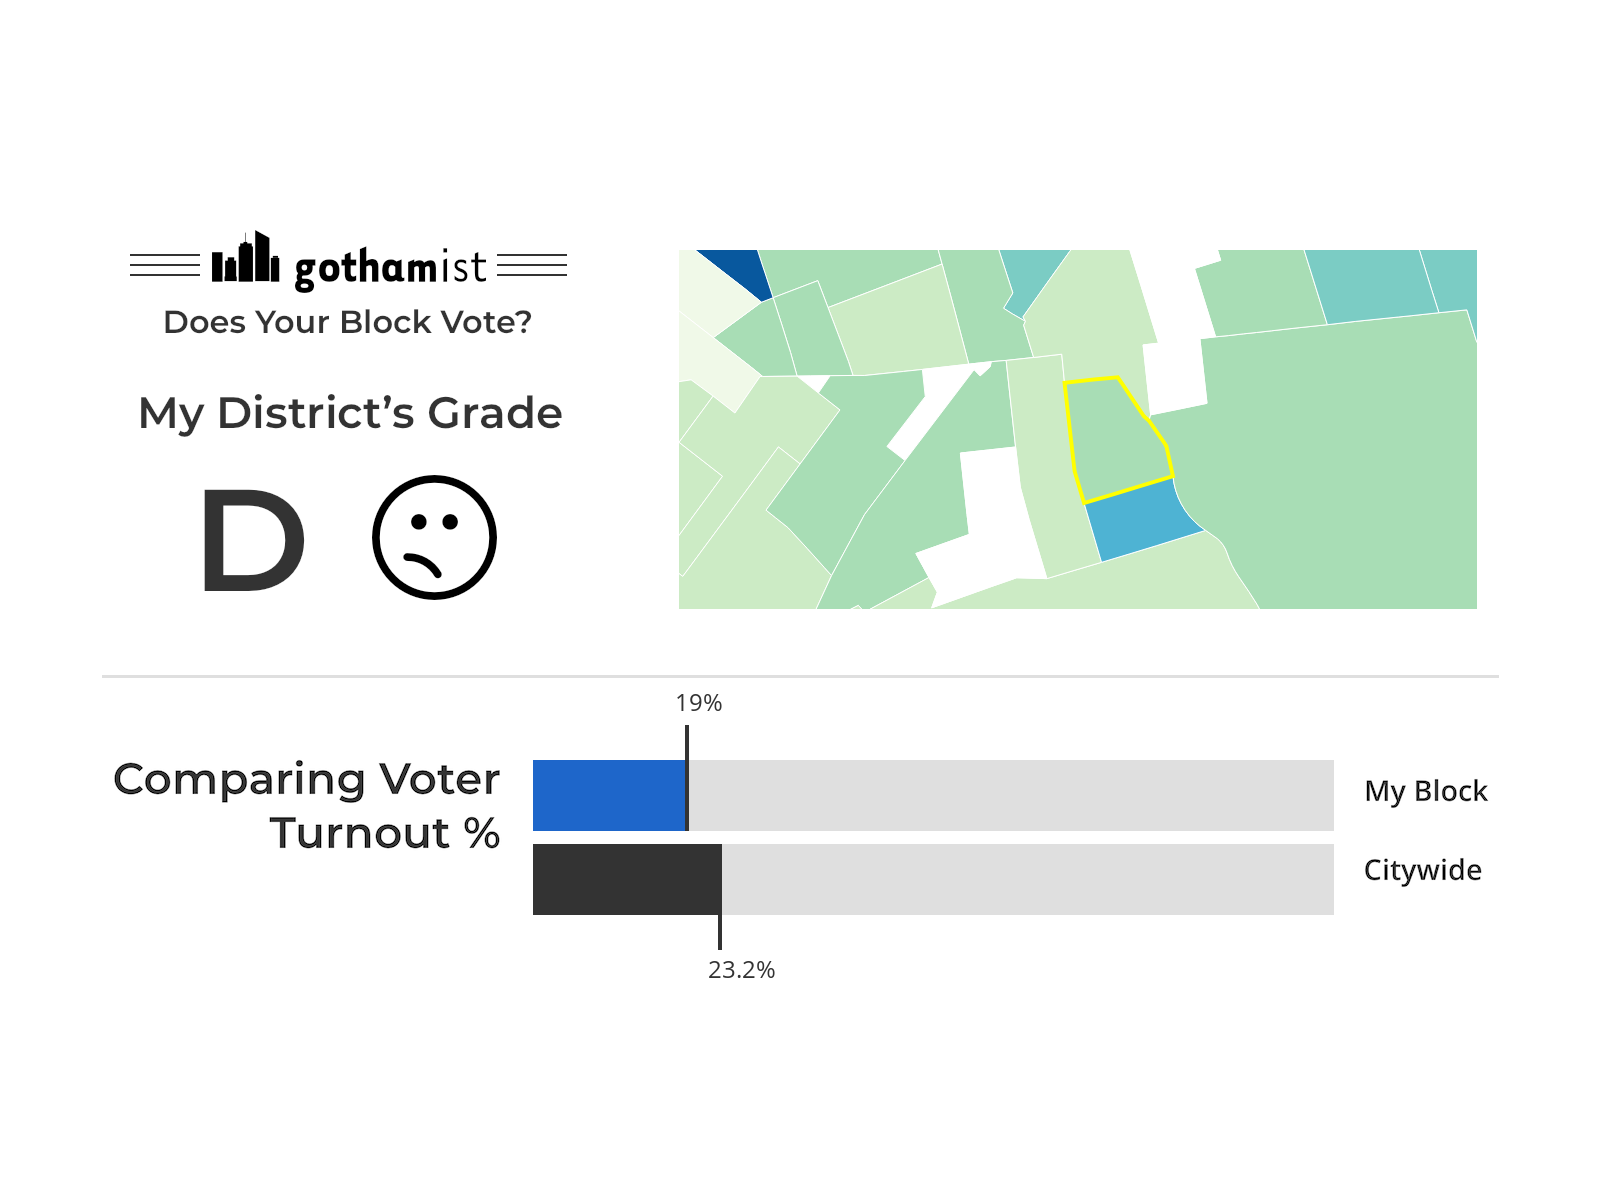 gothamist
Does Your Block Vote?
My District’s Grade
D
19%
Comparing Voter
Turnout %
My Block
Citywide
23.2%